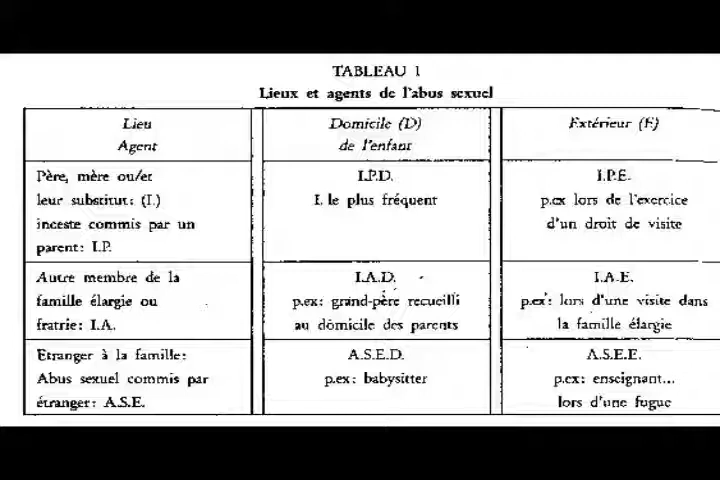 TABLEAU 1
Lieux et agents de l'abus sexuel
Lieu
Agent
Domicile (D)
de l'enfant
Extérieur (E)
Père, mère ou/et
leur substitut: (I.)
inceste commis par un
parent: I.P.
I.P.D.
I. le plus fréquent
I.P.E.
p.ex lors de l'exercice
d'un droit de visite
Autre membre de la
famille élargie ou
fratrie: I.A.
I.A.D.
p.ex: grand-père recueilli
au domicile des parents
I.A.E.
p.ex: lors d'une visite dans
la famille élargie
Etranger à la famille:
Abus sexuel commis par
étranger: A.S.E.
A.S.E.D.
p.ex: babysitter
A.S.E.E.
p.ex: enseignant...
lors d'une fugue